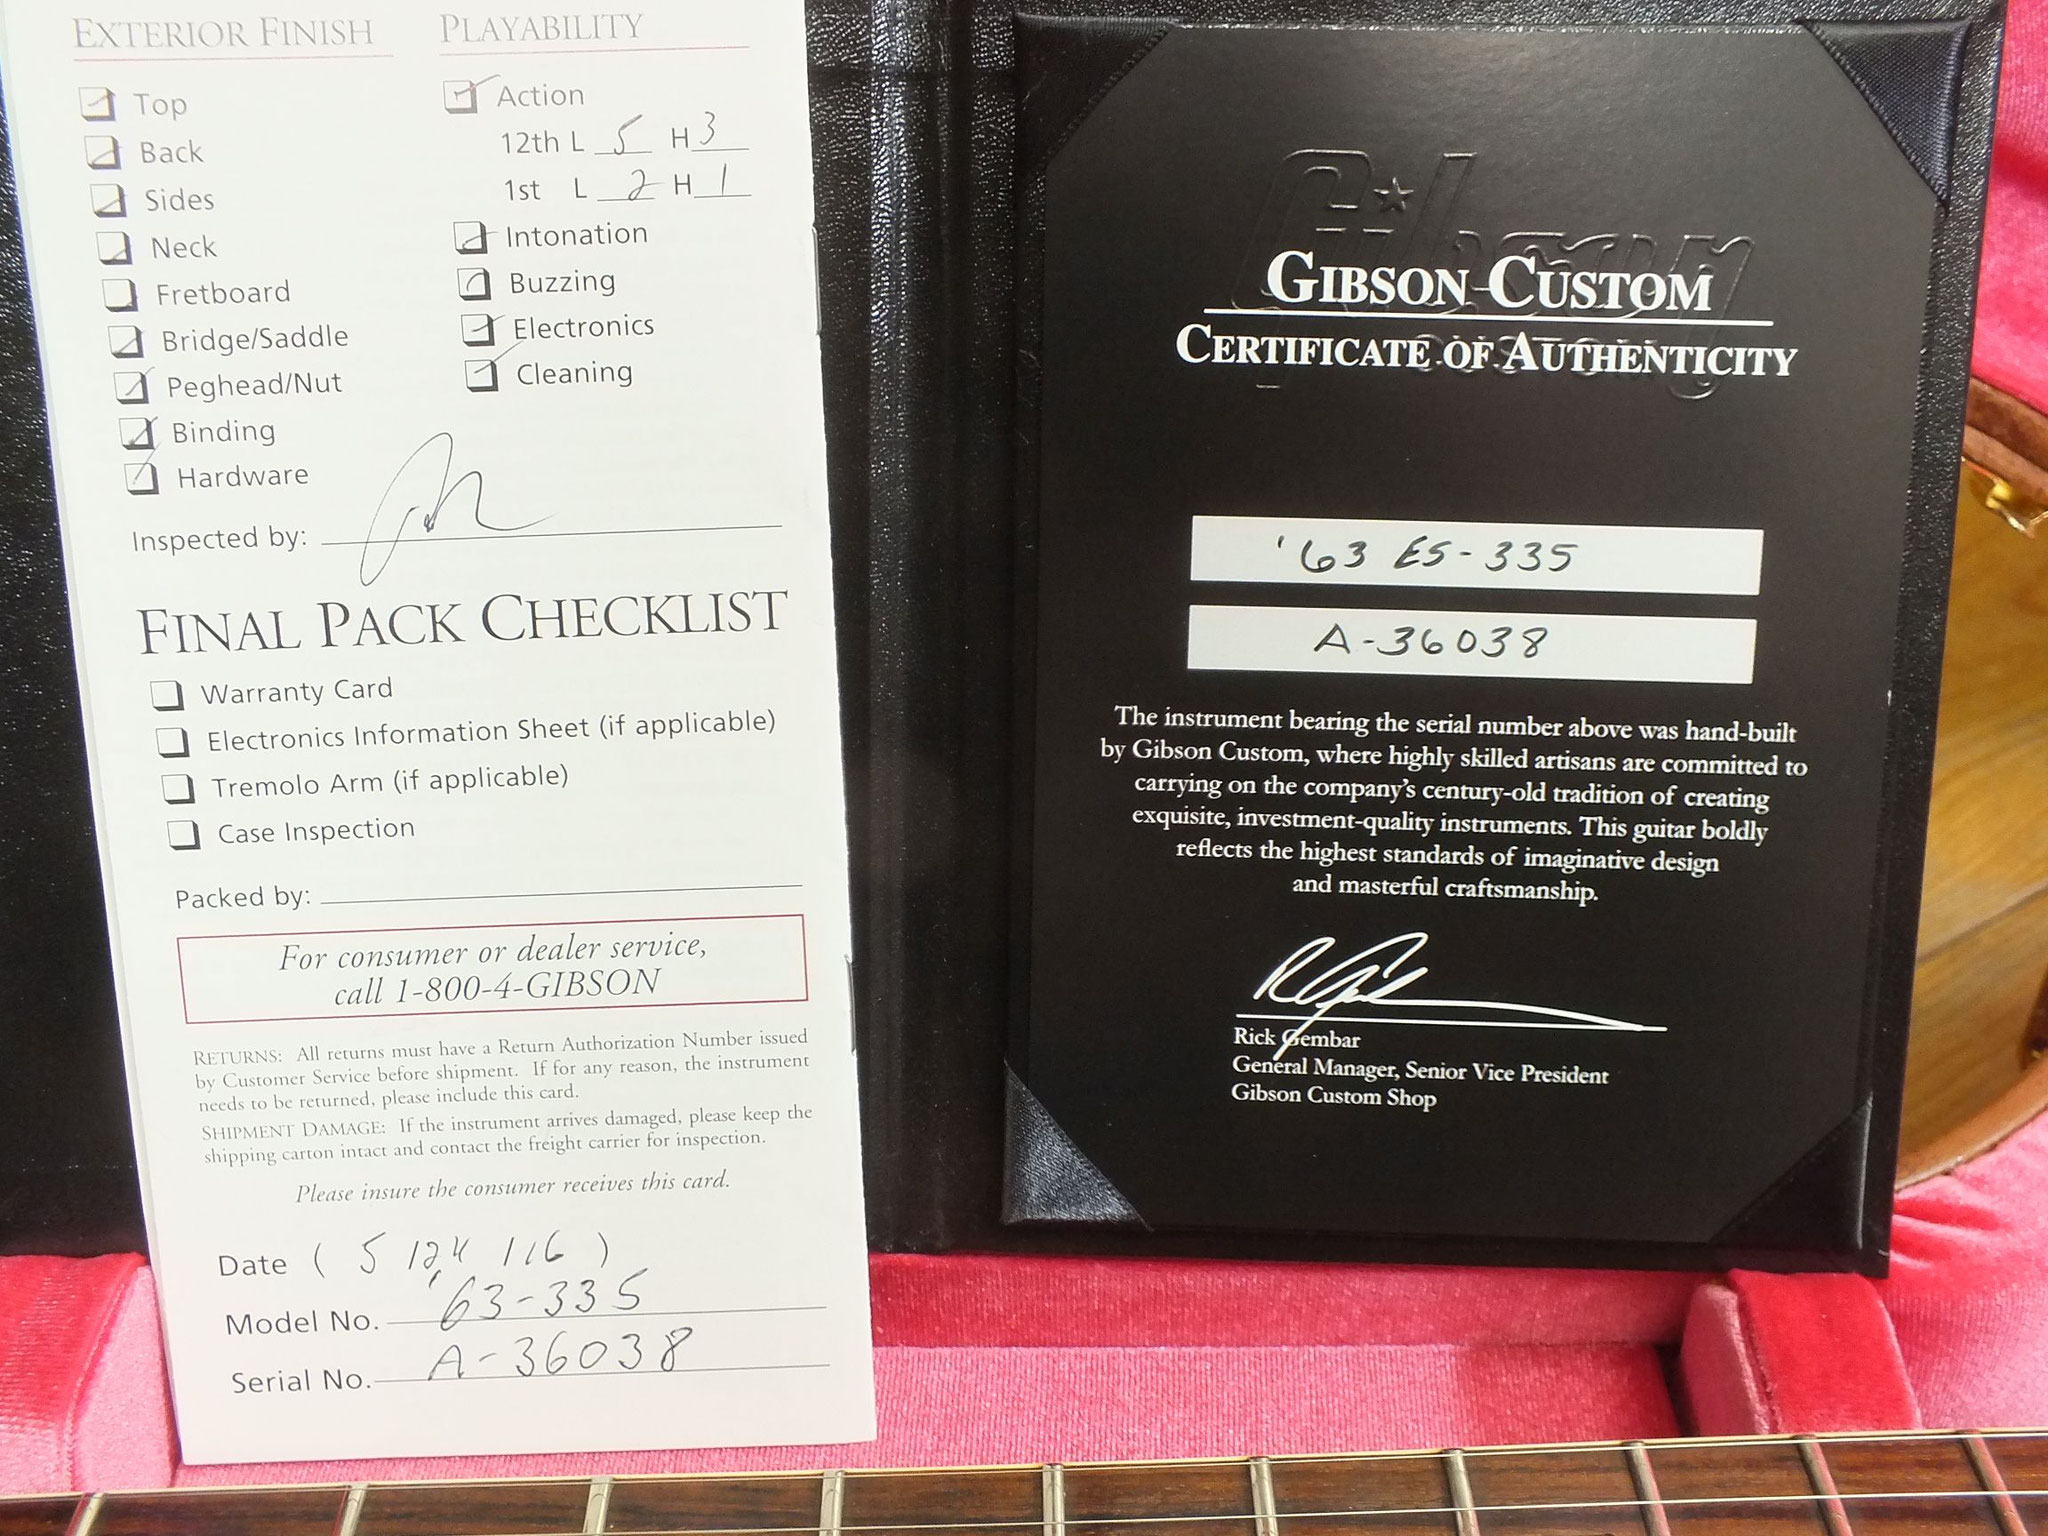 EXTERIOR FINISH
Top
Back
Sides
Neck
Fretboard
Bridge/Saddle
Peghead/Nut
Binding
Hardware
PLAYABILITY
Action
12th L 5 H 3
1st L 2 H 1
Intonation
Buzzing
Electronics
Cleaning
Inspected by:
FINAL PACK CHECKLIST
Warranty Card
Electronics Information Sheet (if applicable)
Tremolo Arm (if applicable)
Case Inspection
Packed by:
For consumer or dealer service,
call 1-800-4-GIBSON
RETURNS: All returns must have a Return Authorization Number issued
by Customer Service before shipment. If for any reason, the instrument
needs to be returned, please include this card.
SHIPMENT DAMAGE: If the instrument arrives damaged, please keep the
shipping carton intact and contact the freight carrier for inspection.
Please insure the consumer receives this card.
Date ( 5 / 24 / 16 )
Model No. '63-335
Serial No. A-36038
Gibson
CUSTOM
GIBSON CUSTOM
CERTIFICATE OF AUTHENTICITY
'63 ES-335
A-36038
The instrument bearing the serial number above was hand-built
by Gibson Custom, where highly skilled artisans are committed to
carrying on the company's century-old tradition of creating
exquisite, investment-quality instruments. This guitar boldly
reflects the highest standards of imaginative design
and masterful craftsmanship.
Rick Gembar
General Manager, Senior Vice President
Gibson Custom Shop